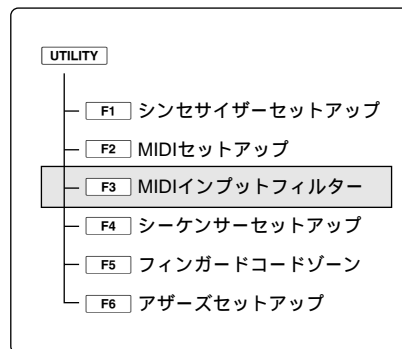 UTILITY
F1 シンセサイザーセットアップ
F2 MIDIセットアップ
F3 MIDIインプットフィルター
F4 シーケンサーセットアップ
F5 フィンガードコードゾーン
F6 アザーズセットアップ